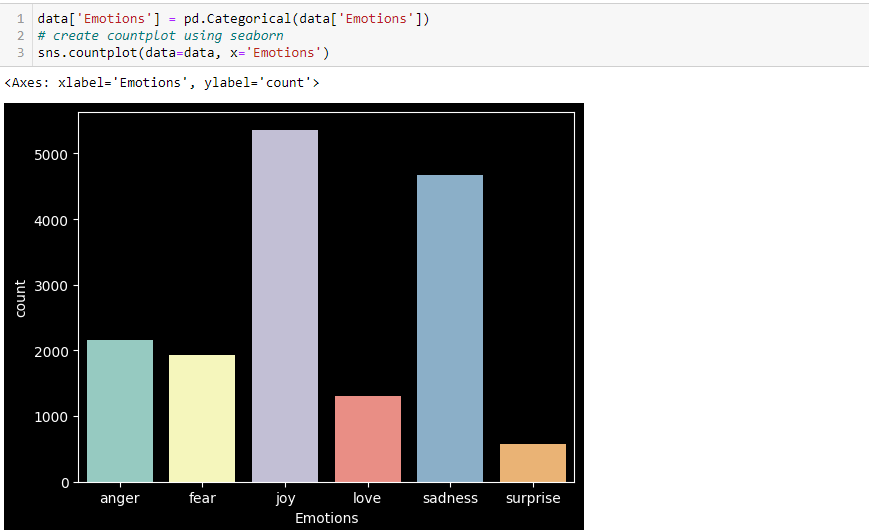 1 data['Emotions'] = pd.Categorical(data['Emotions'])
2 # create countplot using seaborn
3 sns.countplot(data=data, x='Emotions')
<Axes: xlabel='Emotions', ylabel='count'>
5000
4000
3000
2000
1000
0
count
anger fear joy love sadness surprise
Emotions